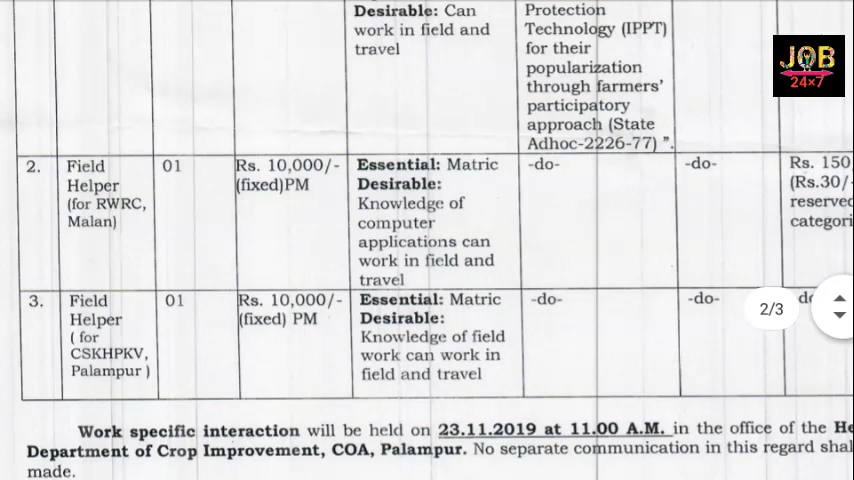 Desirable: Can
work in field and
travel
Protection
Technology (IPPT)
for their
popularization
through farmers'
participatory
approach (State
Adhoc-2226-77) ”.
JOB
24×7
2.
Field
Helper
(for RWRC,
Malan)
01
Rs. 10,000/-
(fixed)PM
Essential: Matric
Desirable:
Knowledge of
computer
applications can
work in field and
travel
-do-
-do-
Rs. 150
(Rs.30/-
reserved
categori
3.
Field
Helper
( for
CSKHPKV,
Palampur )
01
Rs. 10,000/-
(fixed) PM
Essential: Matric
Desirable:
Knowledge of field
work can work in
field and travel
-do-
-do-
2/3
Work specific interaction will be held on 23.11.2019 at 11.00 A.M. in the office of the He
Department of Crop Improvement, COA, Palampur. No separate communication in this regard shal
made.